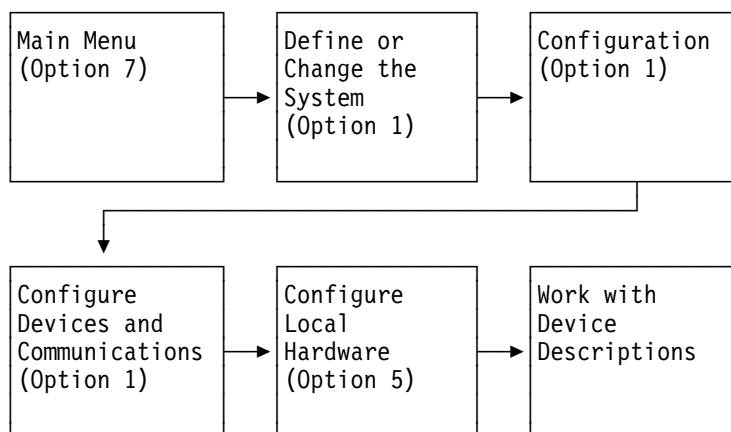 Main Menu
(Option 7)
Define or
Change the
System
(Option 1)
Configuration
(Option 1)
Configure
Devices and
Communications
(Option 1)
Configure
Local
Hardware
(Option 5)
Work with
Device
Descriptions